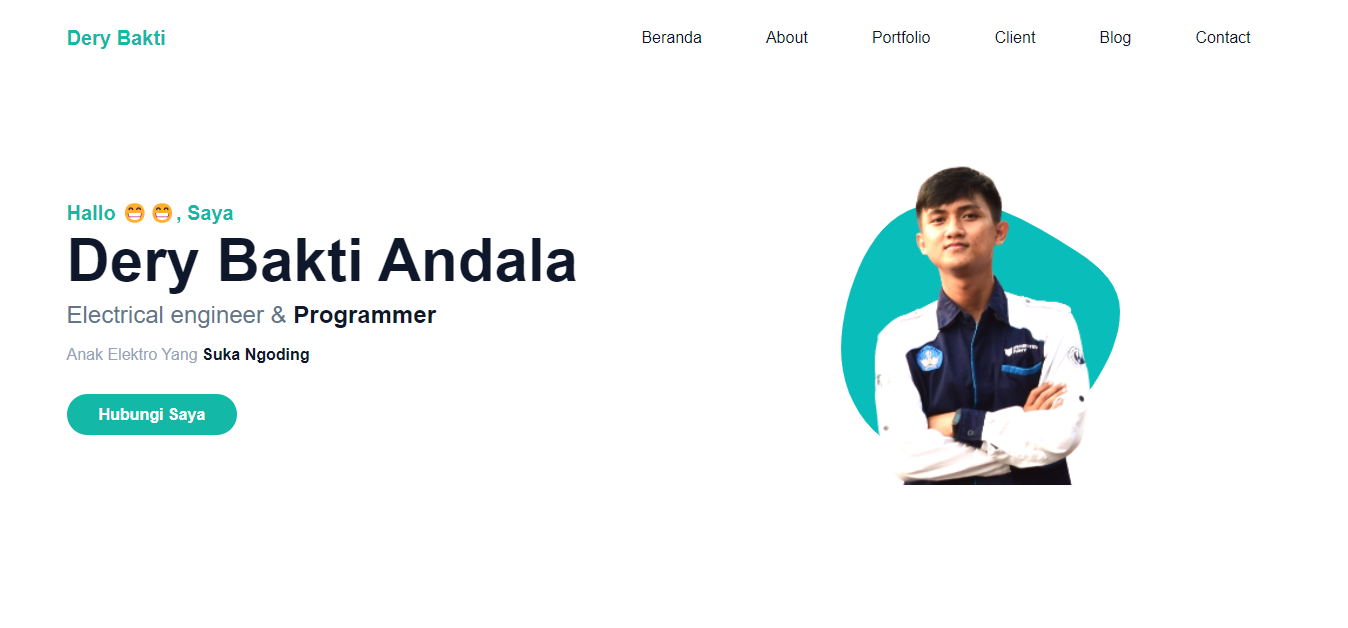 Dery Bakti
Beranda About Portfolio Client Blog Contact
Hallo 😁😁, Saya
Dery Bakti Andala
Electrical engineer & Programmer
Anak Elektro Yang Suka Ngoding
Hubungi Saya